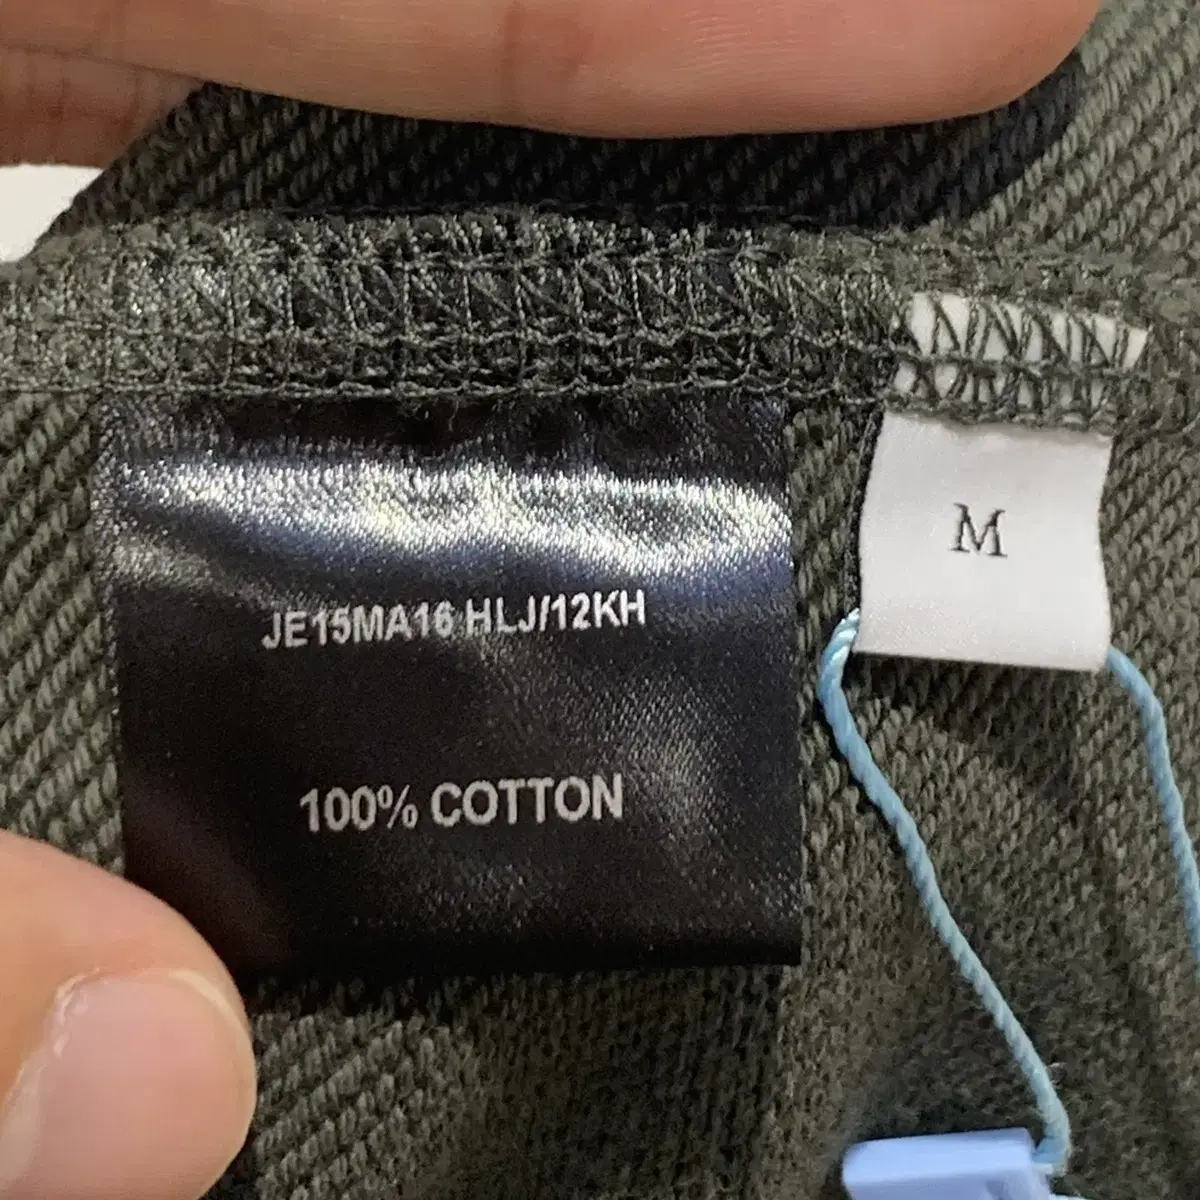 JE15MA16 HLJ/12KH
100% COTTON
M